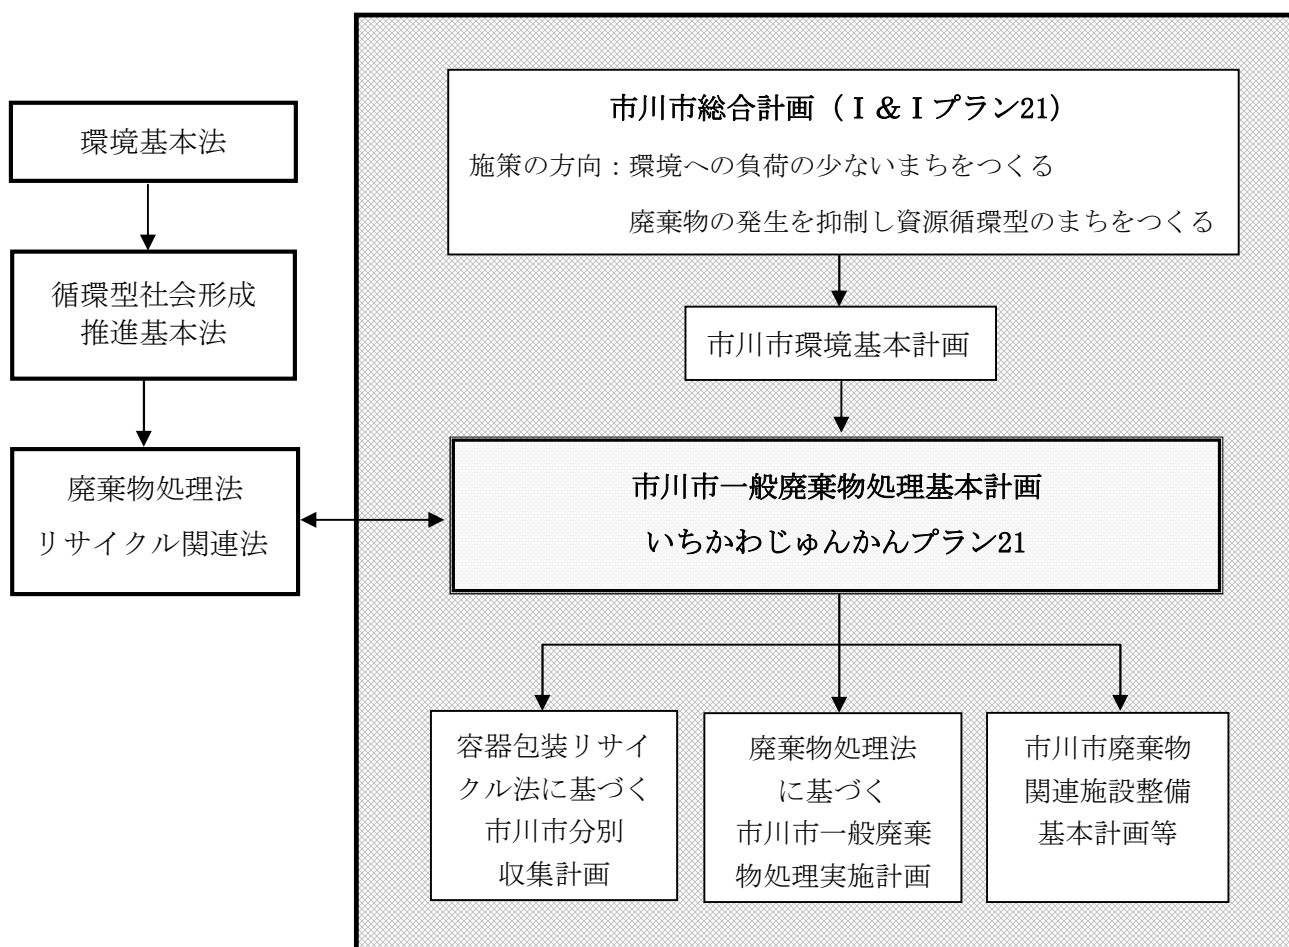 環境基本法
循環型社会形成
推進基本法
廃棄物処理法
リサイクル関連法
市川市総合計画（Ｉ＆Ｉプラン21）
施策の方向：環境への負荷の少ないまちをつくる
廃棄物の発生を抑制し資源循環型のまちをつくる
市川市環境基本計画
市川市一般廃棄物処理基本計画
いちかわじゅんかんプラン21
容器包装リサイ
クル法に基づく
市川市分別
収集計画
廃棄物処理法
に基づく
市川市一般廃棄
物処理実施計画
市川市廃棄物
関連施設整備
基本計画等